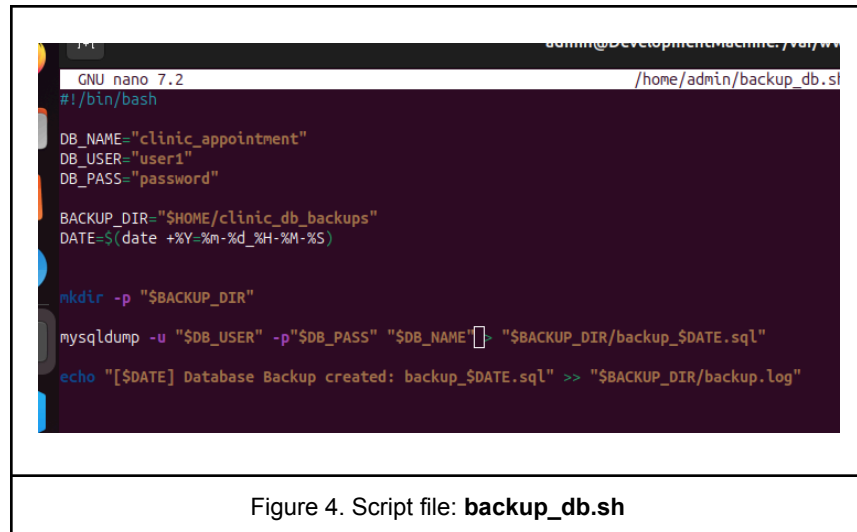 GNU nano 7.2 /home/admin/backup_db.sh
#!/bin/bash
DB_NAME="clinic_appointment"
DB_USER="user1"
DB_PASS="password"
BACKUP_DIR="$HOME/clinic_db_backups"
DATE=$(date +%Y=%m-%d_%H-%M-%S)
mkdir -p "$BACKUP_DIR"
mysqldump -u "$DB_USER" -p"$DB_PASS" "$DB_NAME" > "$BACKUP_DIR/backup_$DATE.sql"
echo "[$DATE] Database Backup created: backup_$DATE.sql" >> "$BACKUP_DIR/backup.log"
Figure 4. Script file: backup_db.sh